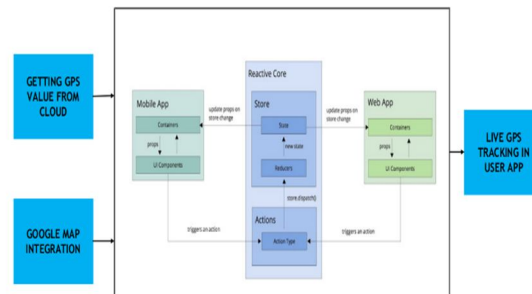 GETTING GPS
VALUE FROM
CLOUD
GOOGLE MAP
INTEGRATION
Mobile App
Containers
props
UI Components
update props on
store change
triggers an action
Reactive Core
Store
Store
new state
Reducers
store.dispatch()
Actions
Action Type
update props on
store change
triggers an action
Web App
Containers
props
UI Components
LIVE GPS
TRACKING IN
USER APP